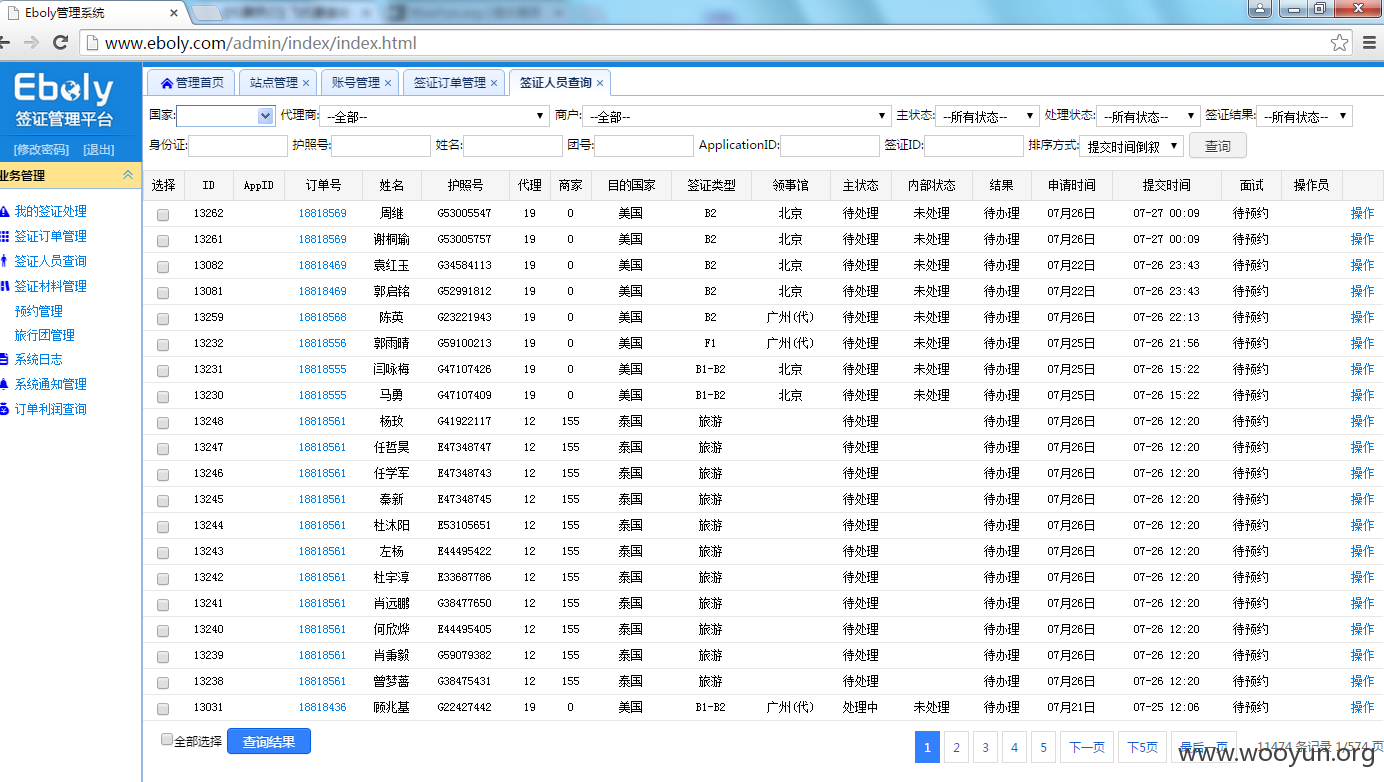 Eboly管理系统
www.eboly.com/admin/index/index.html
Eboly
签证管理平台
[修改密码] [退出]
业务管理
我的签证处理
签证订单管理
签证人员查询
签证材料管理
预约管理
旅行团管理
系统日志
系统通知管理
订单利润查询
管理首页 站点管理 × 账号管理 × 签证订单管理 × 签证人员查询 ×
国家: 代理商: --全部-- 商户: --全部-- 主状态: --所有状态-- 处理状态: --所有状态-- 签证结果: --所有状态--
身份证: 护照号: 姓名: 团号: ApplicationID: 签证ID: 排序方式: 提交时间倒叙 查询
选择 ID AppID 订单号 姓名 护照号 代理 商家 目的国家 签证类型 领事馆 主状态 内部状态 结果 申请时间 提交时间 面试 操作员
13262 18818569 周继 G53005547 19 0 美国 B2 北京 待处理 未处理 待办理 07月26日 07-27 00:09 待预约 操作
13261 18818569 谢桐瑜 G53005757 19 0 美国 B2 北京 待处理 未处理 待办理 07月26日 07-27 00:09 待预约 操作
13082 18818469 袁红玉 G34584113 19 0 美国 B2 北京 待处理 未处理 待办理 07月22日 07-26 23:43 待预约 操作
13081 18818469 郭启铭 G52991812 19 0 美国 B2 北京 待处理 未处理 待办理 07月22日 07-26 23:43 待预约 操作
13259 18818568 陈英 G23221943 19 0 美国 B2 广州(代) 待处理 未处理 待办理 07月26日 07-26 22:13 待预约 操作
13232 18818556 郭雨晴 G59100213 19 0 美国 F1 广州(代) 待处理 未处理 待办理 07月25日 07-26 21:56 待预约 操作
13231 18818555 闫咏梅 G47107426 19 0 美国 B1-B2 北京 待处理 未处理 待办理 07月25日 07-26 15:22 待预约 操作
13230 18818555 马勇 G47107409 19 0 美国 B1-B2 北京 待处理 未处理 待办理 07月25日 07-26 15:22 待预约 操作
13248 18818561 杨玫 G41922117 12 155 泰国 旅游 待处理 待办理 07月26日 07-26 12:20 待预约 操作
13247 18818561 任哲昊 E47348747 12 155 泰国 旅游 待处理 待办理 07月26日 07-26 12:20 待预约 操作
13246 18818561 任学军 E47348743 12 155 泰国 旅游 待处理 待办理 07月26日 07-26 12:20 待预约 操作
13245 18818561 秦新 E47348745 12 155 泰国 旅游 待处理 待办理 07月26日 07-26 12:20 待预约 操作
13244 18818561 杜沐阳 E53105651 12 155 泰国 旅游 待处理 待办理 07月26日 07-26 12:20 待预约 操作
13243 18818561 左杨 E44495422 12 155 泰国 旅游 待处理 待办理 07月26日 07-26 12:20 待预约 操作
13242 18818561 杜宇淳 E33687786 12 155 泰国 旅游 待处理 待办理 07月26日 07-26 12:20 待预约 操作
13241 18818561 肖远鹏 G38477650 12 155 泰国 旅游 待处理 待办理 07月26日 07-26 12:20 待预约 操作
13240 18818561 何欣烨 E44495405 12 155 泰国 旅游 待处理 待办理 07月26日 07-26 12:20 待预约 操作
13239 18818561 肖秉毅 G59079382 12 155 泰国 旅游 待处理 待办理 07月26日 07-26 12:20 待预约 操作
13238 18818561 曾梦蔷 G38475431 12 155 泰国 旅游 待处理 待办理 07月26日 07-26 12:20 待预约 操作
13031 18818436 顾兆基 G22427442 19 0 美国 B1-B2 广州(代) 处理中 未处理 待办理 07月21日 07-25 12:06 待预约 操作
全部选择 查询结果 1 2 3 4 5 下一页 下5页 最后一页 11474 条记录 1/574 页
www.wooyun.org